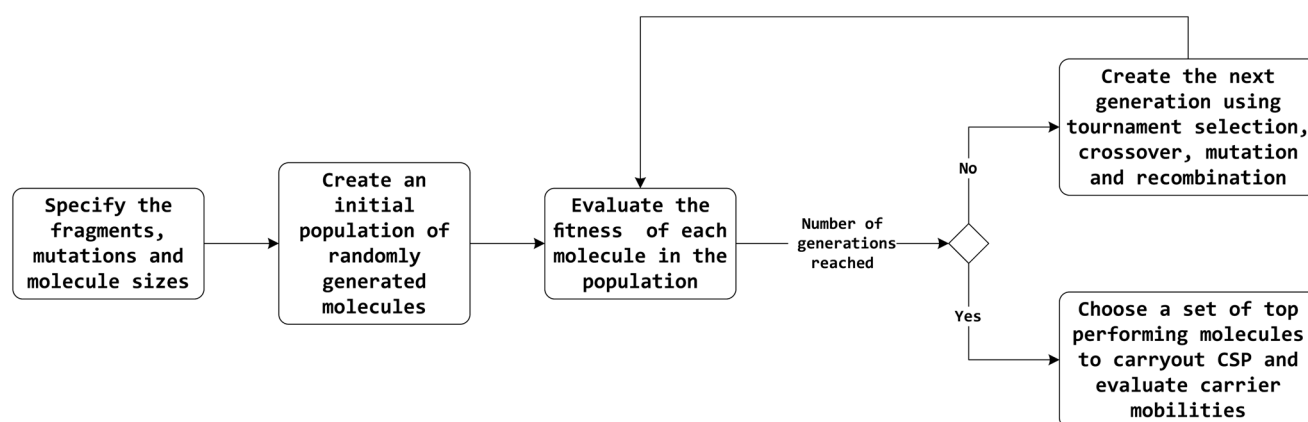 Specify the
fragments,
mutations and
molecule sizes
Create an
initial
population of
randomly
generated
molecules
Evaluate the
fitness of each
molecule in the
population
Number of
generations
reached
No
Yes
Create the next
generation using
tournament selection,
crossover, mutation
and recombination
Choose a set of top
performing molecules
to carryout CSP and
evaluate carrier
mobilities